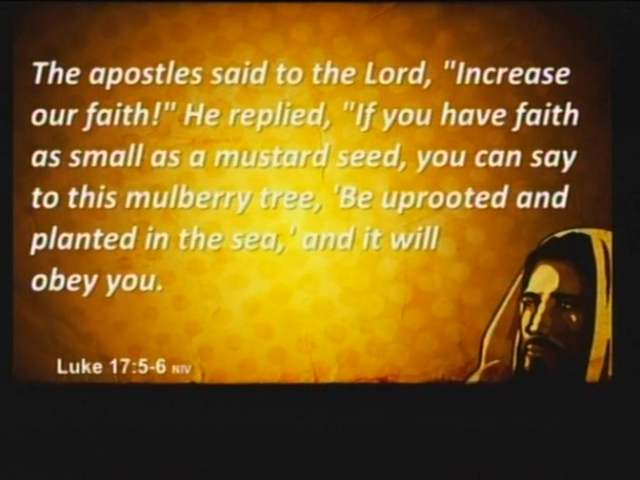 The apostles said to the Lord, "Increase
our faith!" He replied, "If you have faith
as small as a mustard seed, you can say
to this mulberry tree, 'Be uprooted and
planted in the sea,' and it will
obey you.
Luke 17:5-6 NIV